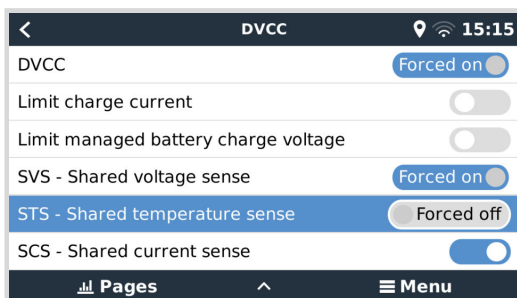 DVCC 15:15
DVCC Forced on
Limit charge current
Limit managed battery charge voltage
SVS - Shared voltage sense Forced on
STS - Shared temperature sense Forced off
SCS - Shared current sense
Pages Menu